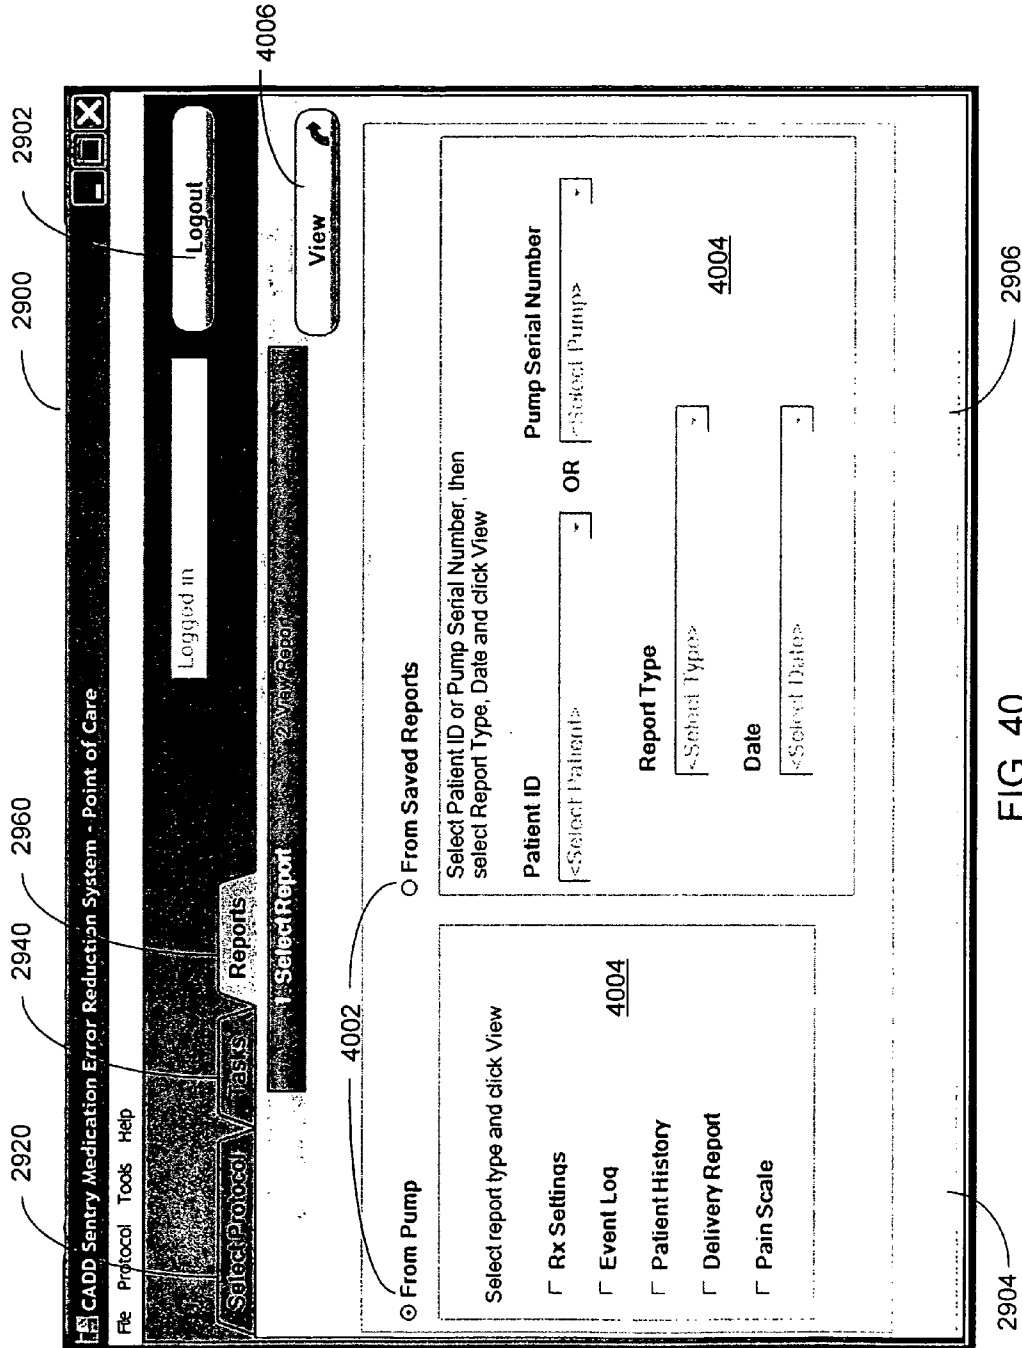 2900
2902
2920
2940
2960
CADD Sentry Medication Error Reduction System - Point of Care
File Protocol Tools Help
Logged in
Logout
Select Protocol
Tasks
Reports
4006
1. Select Report
2. View Report
View
4002
From Pump
From Saved Reports
Select report type and click View
Rx Settings
Event Log
Patient History
Delivery Report
Pain Scale
4004
Select Patient ID or Pump Serial Number, then
select Report Type, Date and click View
Patient ID
<Select Patient>
OR
Pump Serial Number
<Select Pump>
Report Type
<Select Type>
Date
<Select Date>
4004
2904
2906
FIG. 40